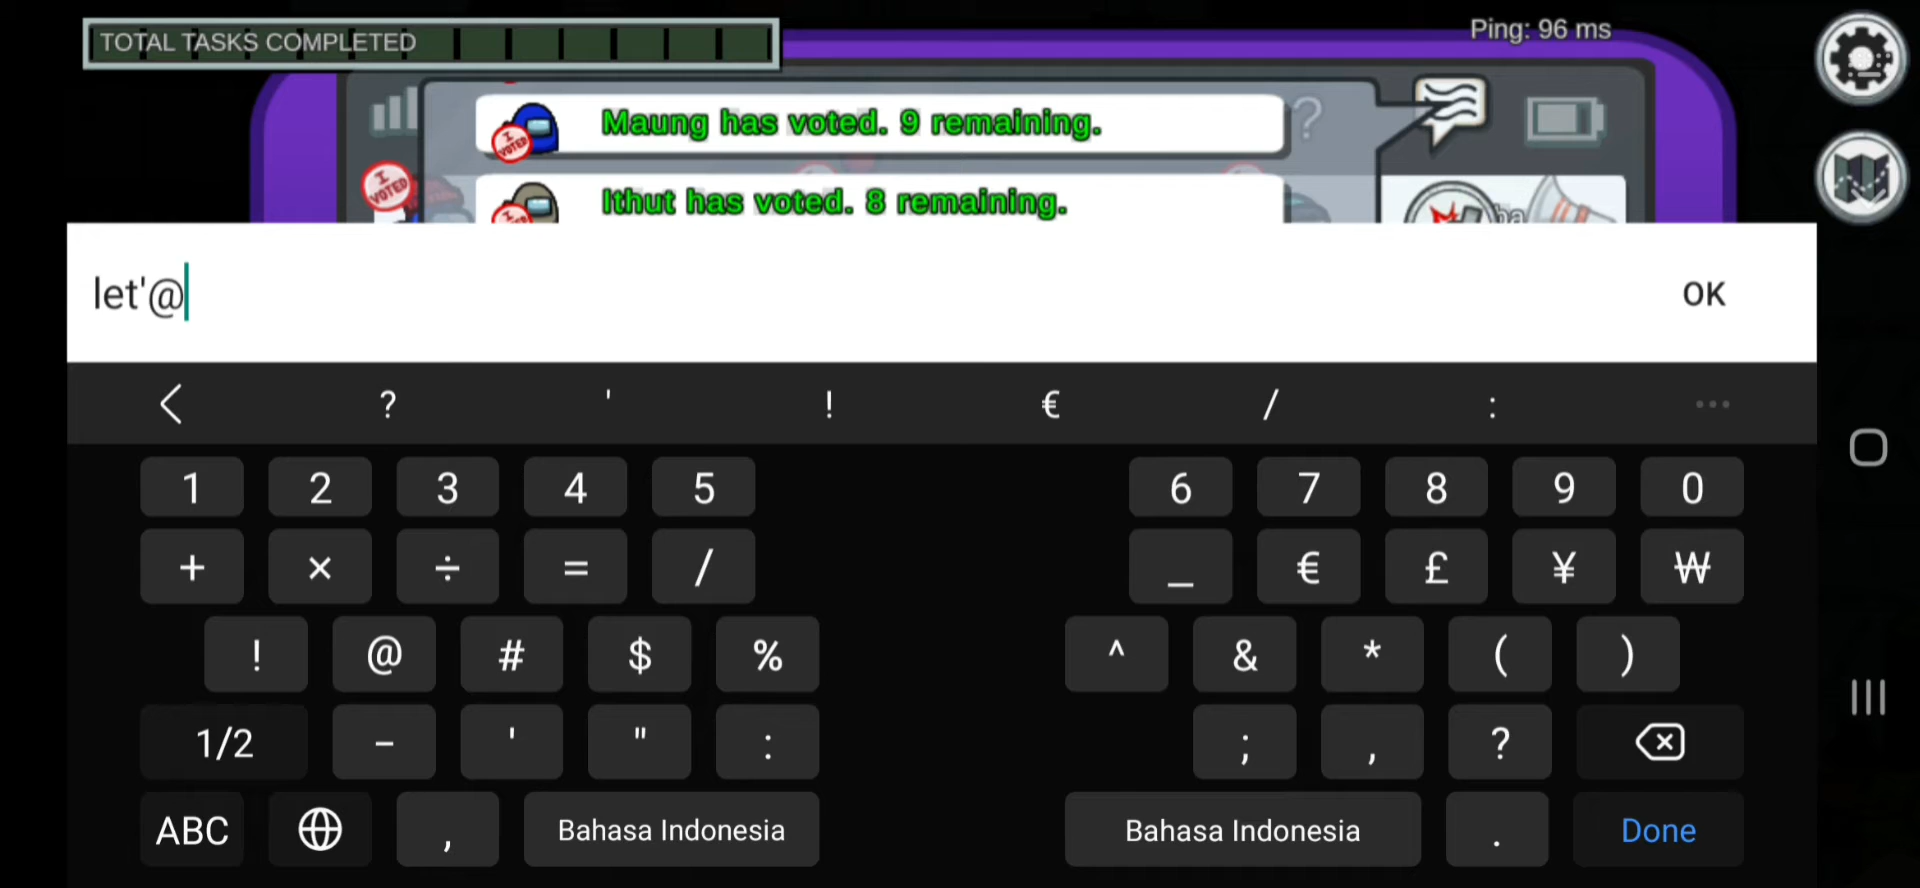 TOTAL TASKS COMPLETED
Ping: 96 ms
Maung has voted. 9 remaining.
?
I VOTED
Ithut has voted. 8 remaining.
let'@
OK
? ' ! € / :
1 2 3 4 5 6 7 8 9 0
+ × ÷ = / _ € £ ¥ ₩
! @ # $ % ^ & * ( )
1/2 - ' " : ; , ?
ABC , Bahasa Indonesia Bahasa Indonesia . Done